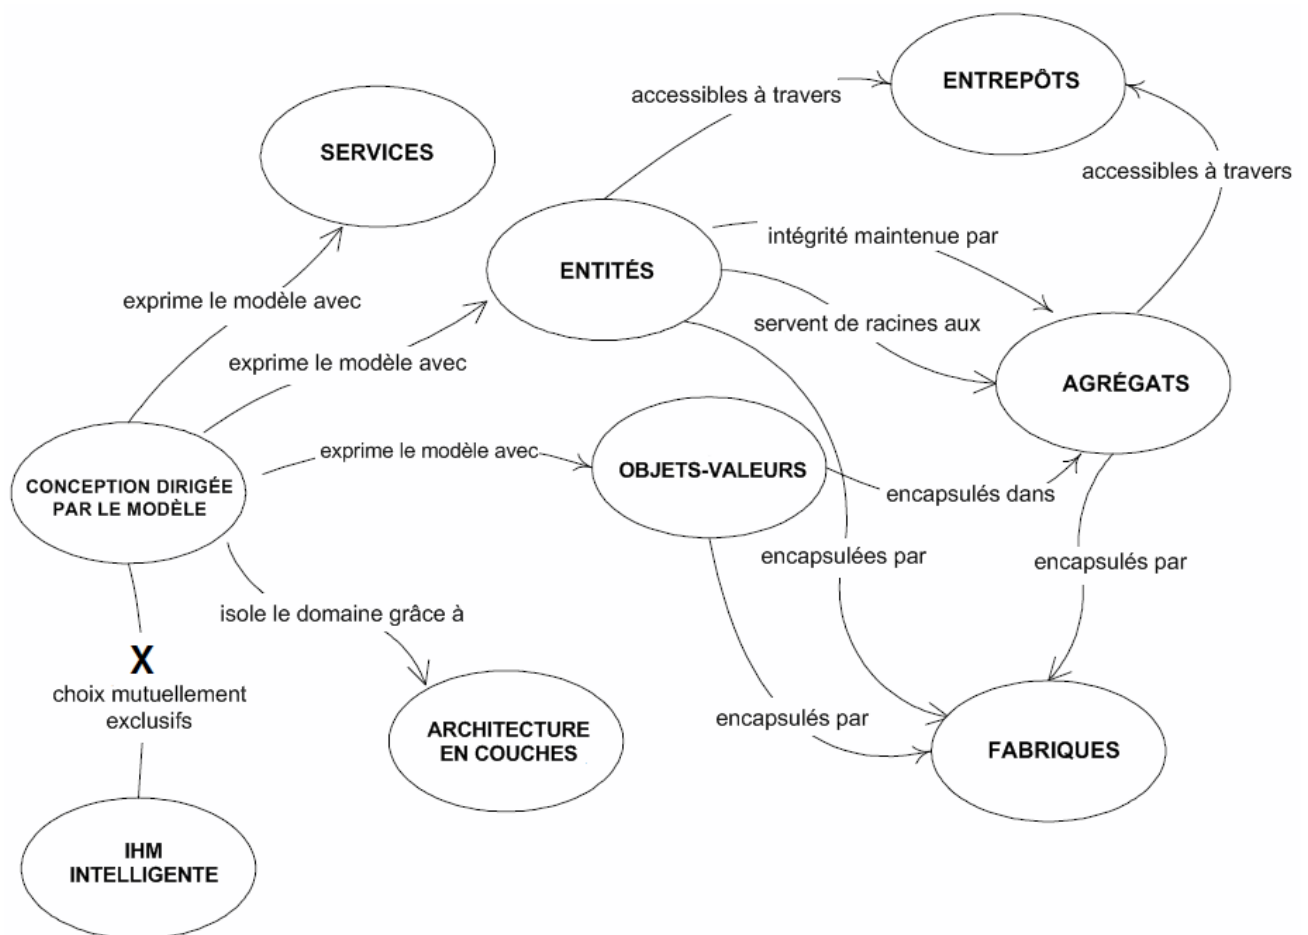 ENTREPÔTS
accessibles à travers
SERVICES
accessibles à travers
intégrité maintenue par
ENTITÉS
exprime le modèle avec
servent de racines aux
exprime le modèle avec
AGRÉGATS
exprime le modèle avec
OBJETS-VALEURS
CONCEPTION DIRIGÉE
PAR LE MODÈLE
encapsulés dans
encapsulées par
encapsulés par
isole le domaine grâce à
X
choix mutuellement
exclusifs
encapsulés par
ARCHITECTURE
EN COUCHES
FABRIQUES
IHM
INTELLIGENTE